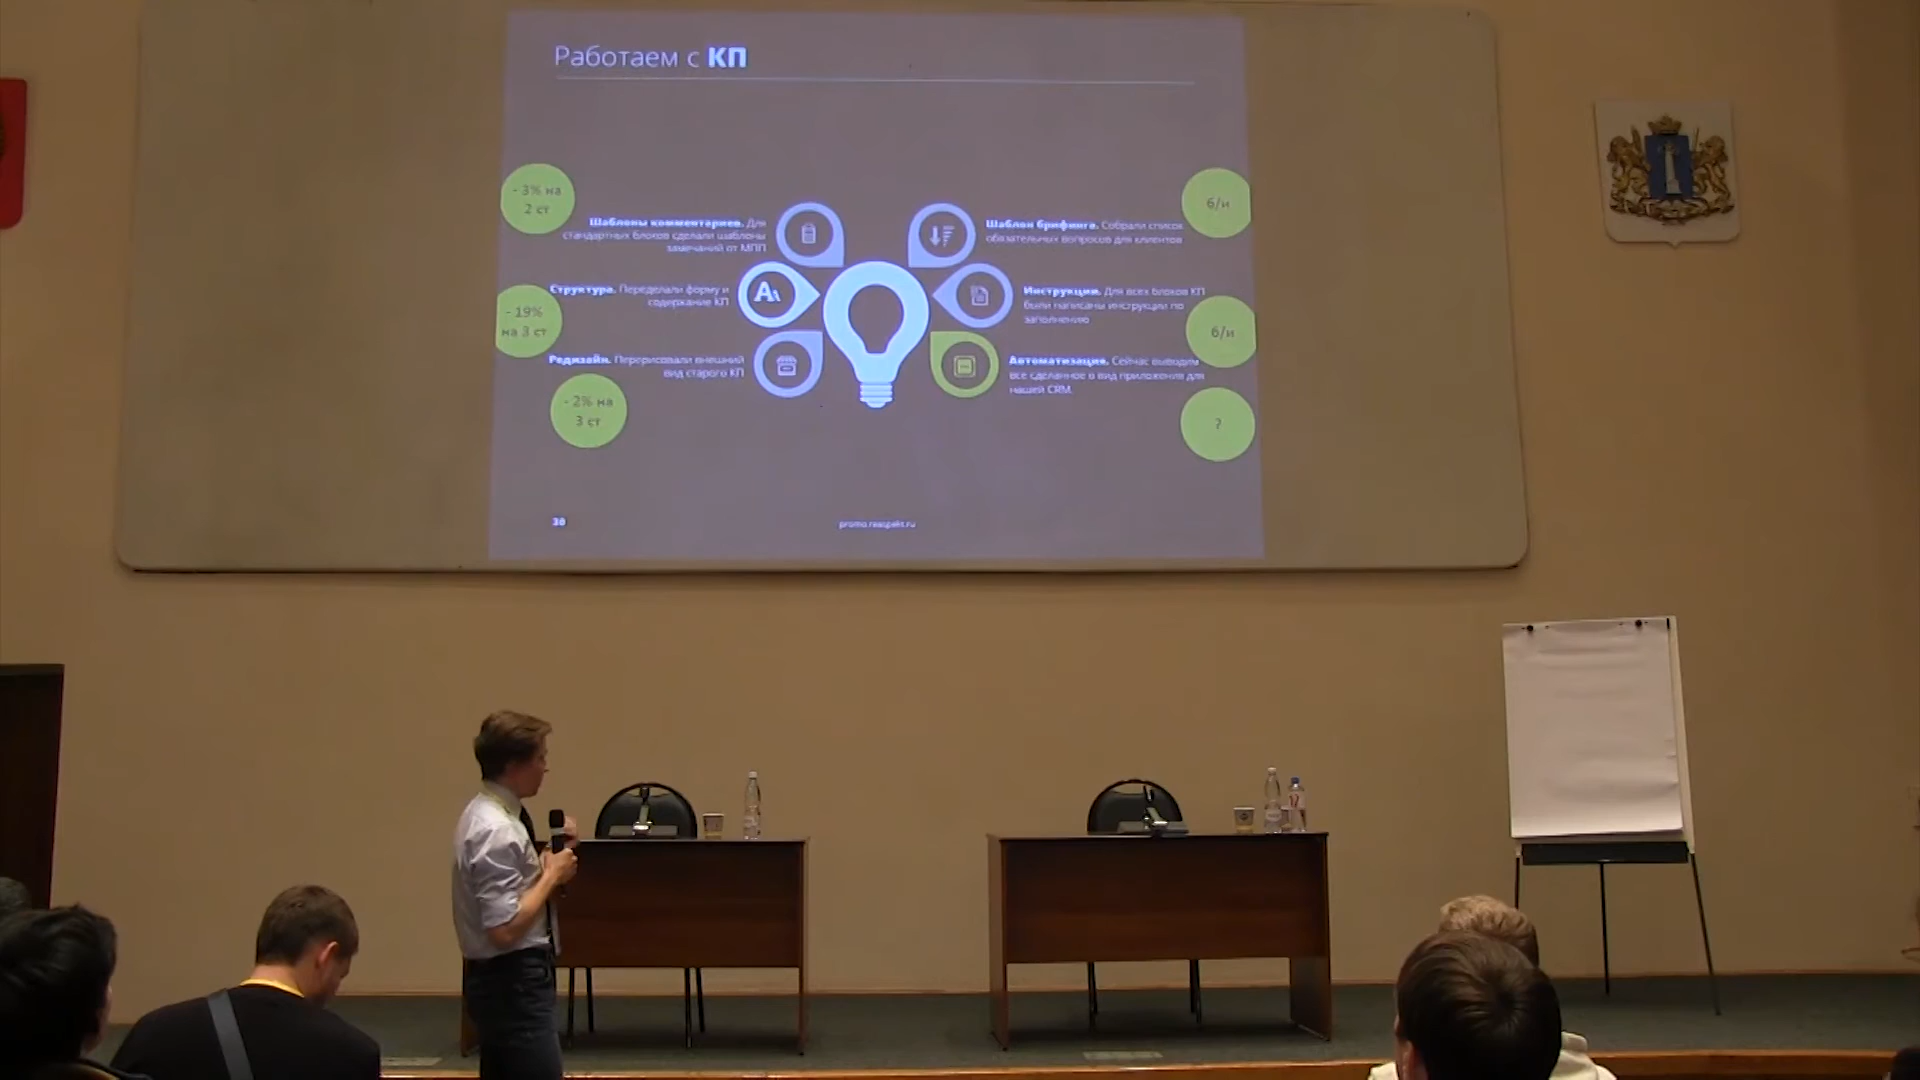 Работаем с КП
- 3% на
2 ст
Шаблоны комментариев. Для
стандартных блоков сделали шаблоны
замечаний от МПП
- 19%
на 3 ст
Структура. Переделали форму и
содержание КП
Редизайн. Перерисовали внешний
вид старого КП
- 2% на
3 ст
б/и
Шаблон брифинга. Собрали список
обязательных вопросов для клиентов
Инструкции. Для всех блоков КП
были написаны инструкции по
заполнению
б/и
Автоматизация. Сейчас выводим
все сделанное в вид приложения для
нашей CRM.
?
30